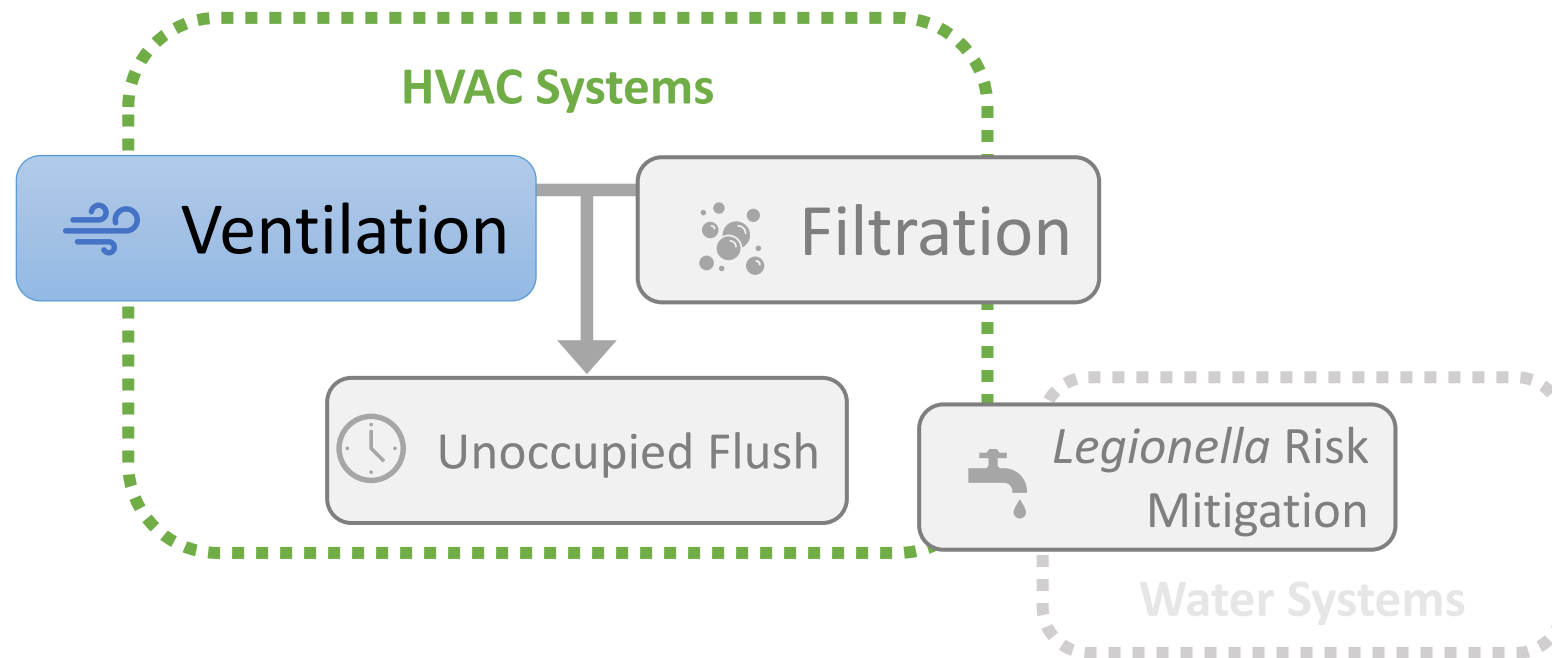 HVAC Systems
Ventilation
Filtration
Unoccupied Flush
Legionella Risk
Mitigation
Water Systems